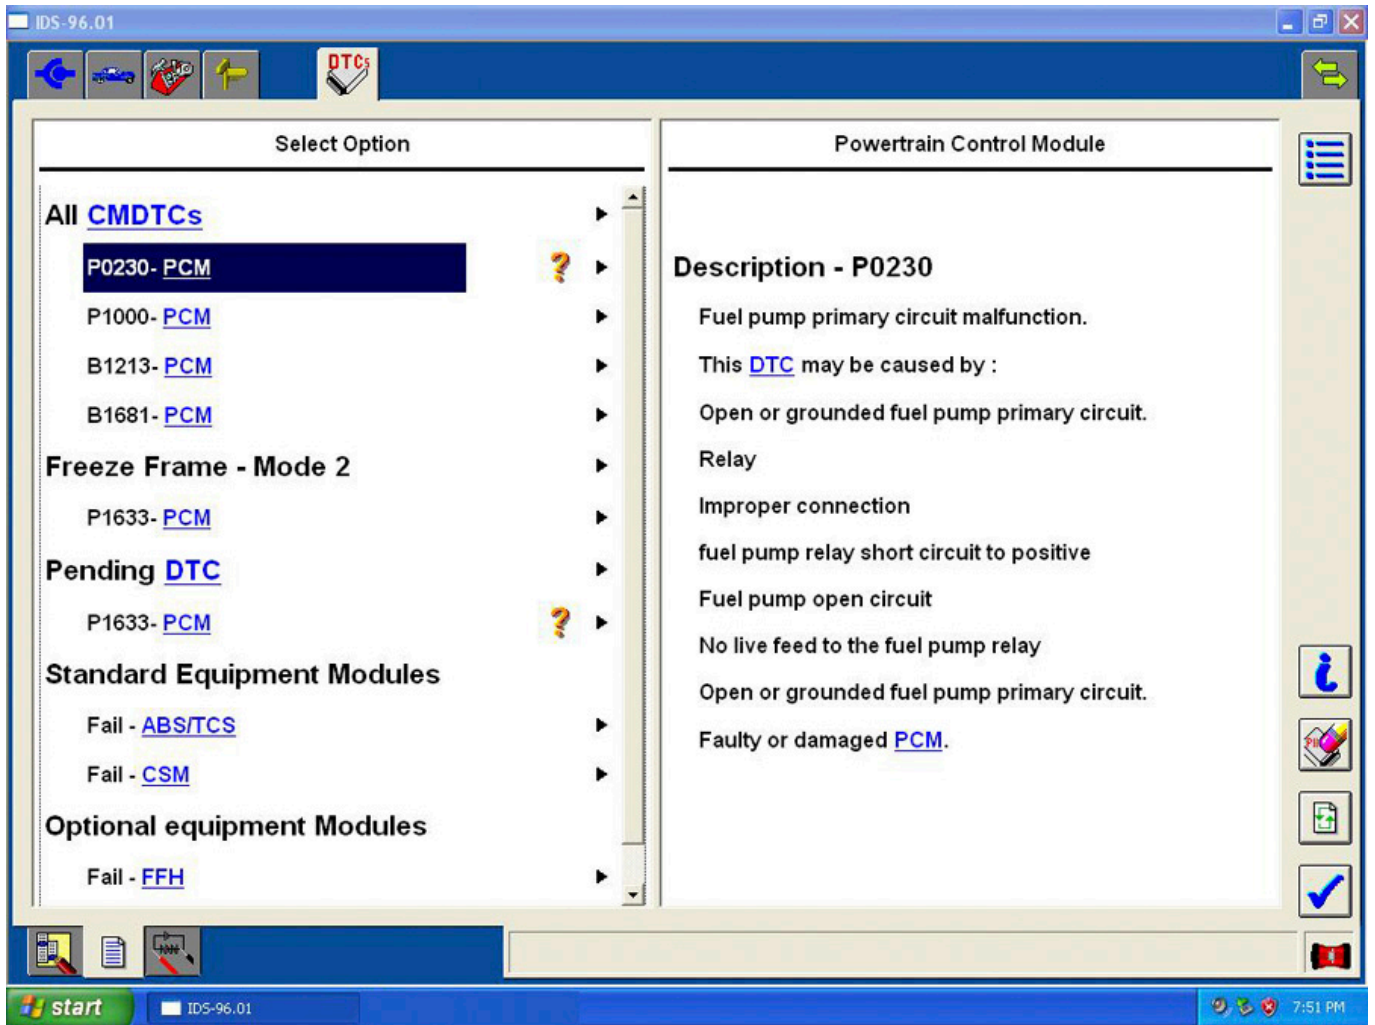 IDS-96.01
DTCs
Select Option
All CMDTCs
P0230- PCM
P1000- PCM
B1213- PCM
B1681- PCM
Freeze Frame - Mode 2
P1633- PCM
Pending DTC
P1633- PCM
Standard Equipment Modules
Fail - ABS/TCS
Fail - CSM
Optional equipment Modules
Fail - FFH
Powertrain Control Module
Description - P0230
Fuel pump primary circuit malfunction.
This DTC may be caused by :
Open or grounded fuel pump primary circuit.
Relay
Improper connection
fuel pump relay short circuit to positive
Fuel pump open circuit
No live feed to the fuel pump relay
Open or grounded fuel pump primary circuit.
Faulty or damaged PCM.
start
IDS-96.01
7:51 PM